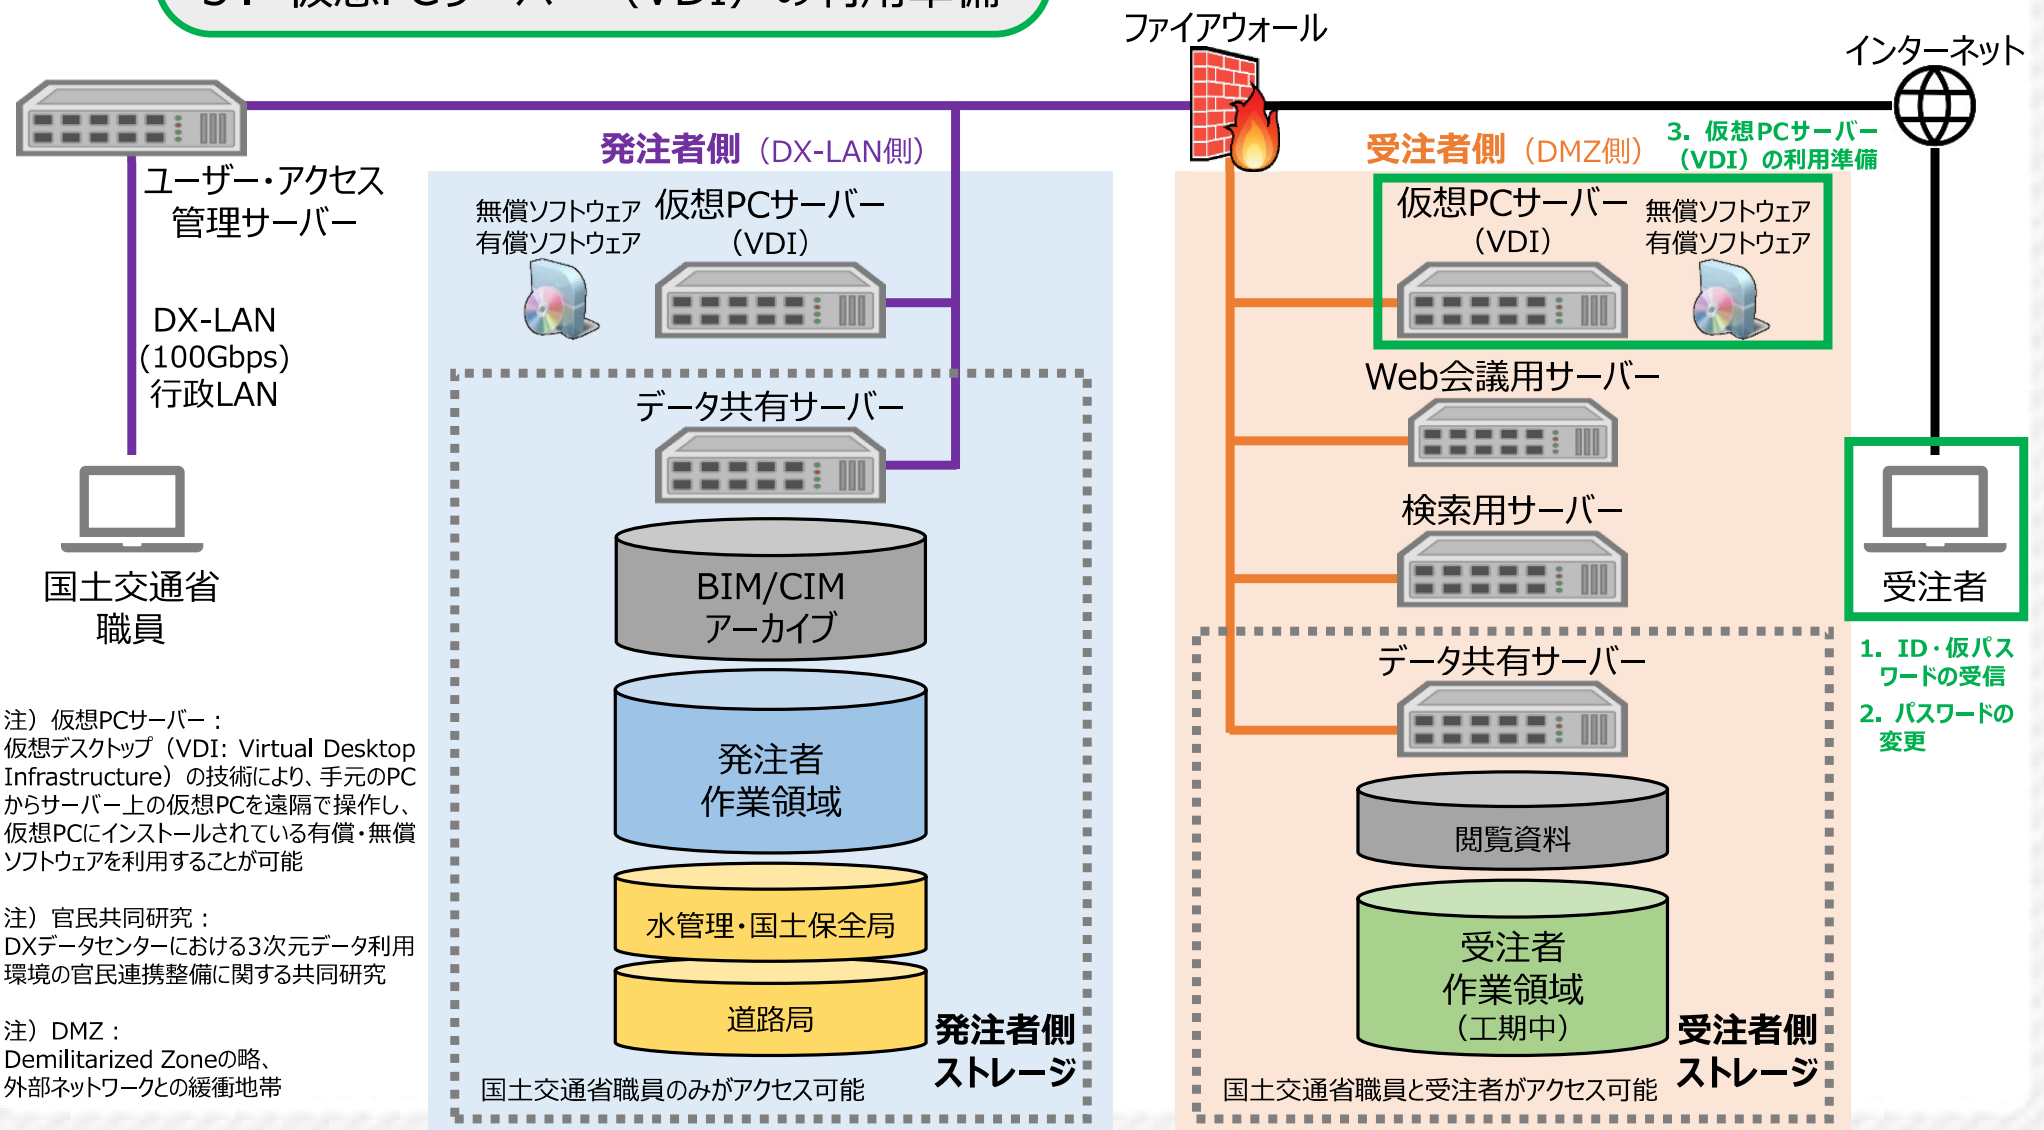 3. 仮想PCサーバー（VDI）の利用準備
ファイアウォール
インターネット
発注者側（DX-LAN側）
受注者側（DMZ側）
3. 仮想PCサーバー
（VDI）の利用準備
ユーザー・アクセス
管理サーバー
無償ソフトウェア
有償ソフトウェア
仮想PCサーバー
（VDI）
仮想PCサーバー
（VDI）
無償ソフトウェア
有償ソフトウェア
DX-LAN
(100Gbps)
行政LAN
Web会議用サーバー
データ共有サーバー
検索用サーバー
国土交通省
職員
BIM/CIM
アーカイブ
受注者
1. ID・仮パス
ワードの受信
2. パスワードの
変更
データ共有サーバー
発注者
作業領域
閲覧資料
水管理・国土保全局
道路局
受注者
作業領域
（工期中）
発注者側
ストレージ
受注者側
ストレージ
国土交通省職員のみがアクセス可能
国土交通省職員と受注者がアクセス可能
注）仮想PCサーバー：
仮想デスクトップ（VDI: Virtual Desktop
Infrastructure）の技術により、手元のPC
からサーバー上の仮想PCを遠隔で操作し、
仮想PCにインストールされている有償・無償
ソフトウェアを利用することが可能
注）官民共同研究：
DXデータセンターにおける3次元データ利用
環境の官民連携整備に関する共同研究
注）DMZ：
Demilitarized Zoneの略、
外部ネットワークとの緩衝地帯